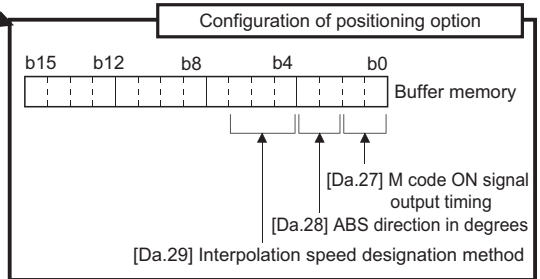 Configuration of positioning option
b15 b12 b8 b4 b0
Buffer memory
[Da.27] M code ON signal
output timing
[Da.28] ABS direction in degrees
[Da.29] Interpolation speed designation method